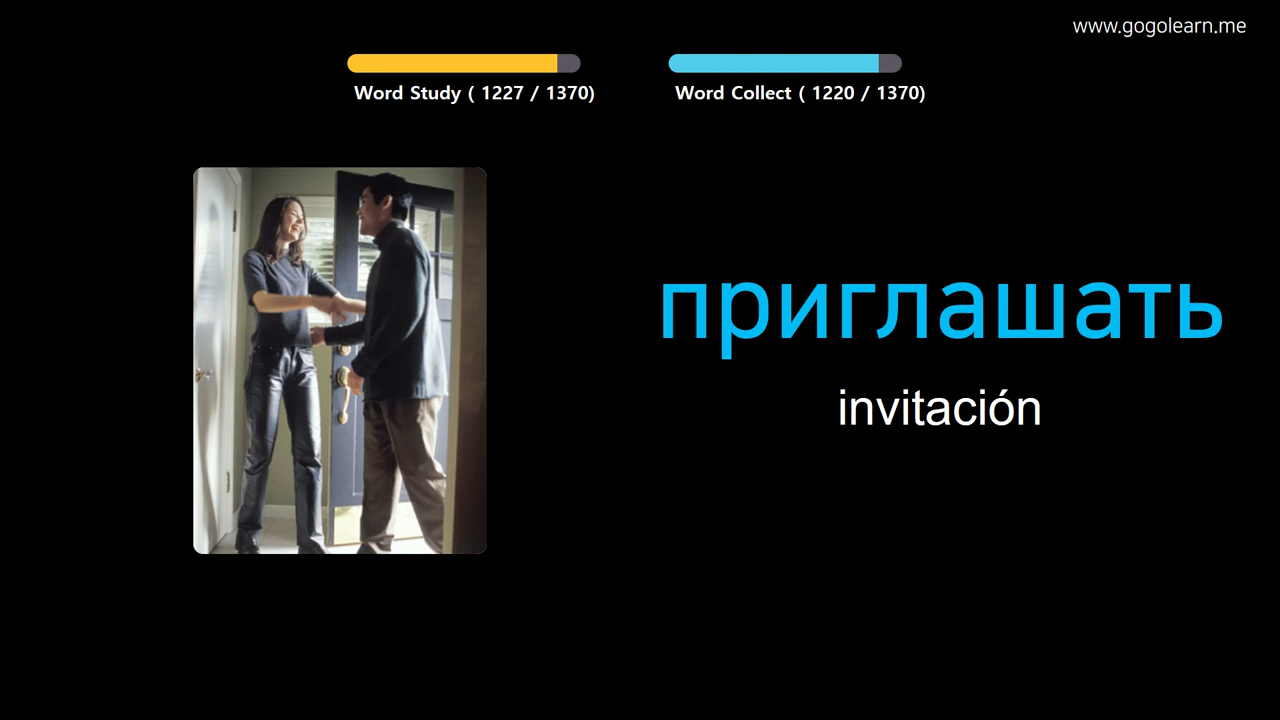 www.gogolearn.me
Word Study ( 1227 / 1370)
Word Collect ( 1220 / 1370)
приглашать
invitación